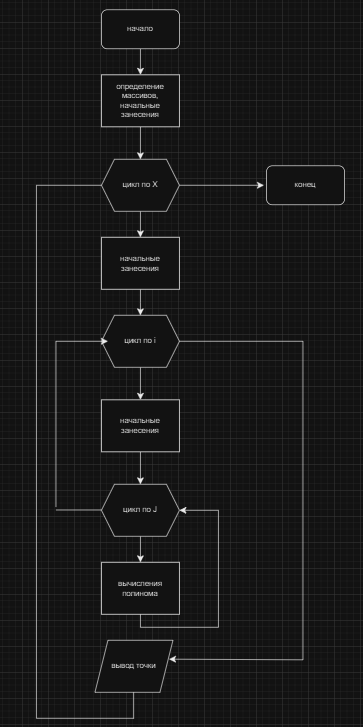 начало
определение
массивов,
начальные
занесения
цикл по X
конец
начальные
занесения
цикл по i
начальные
занесения
цикл по J
вычисления
полинома
вывод точки